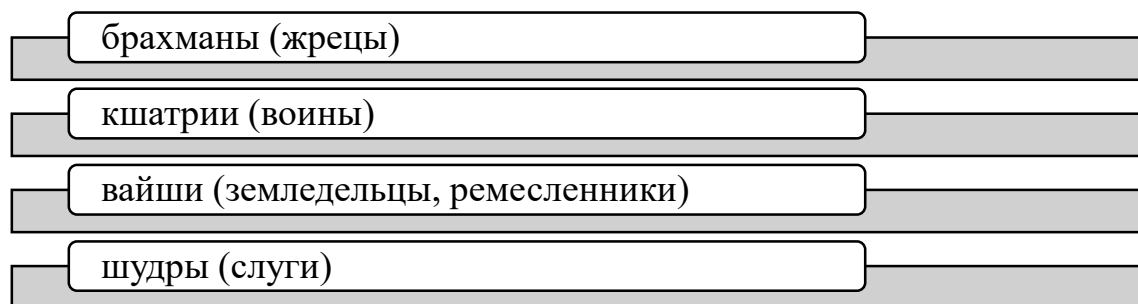 брахманы (жрецы)
кшатрии (воины)
вайши (земледельцы, ремесленники)
шудры (слуги)